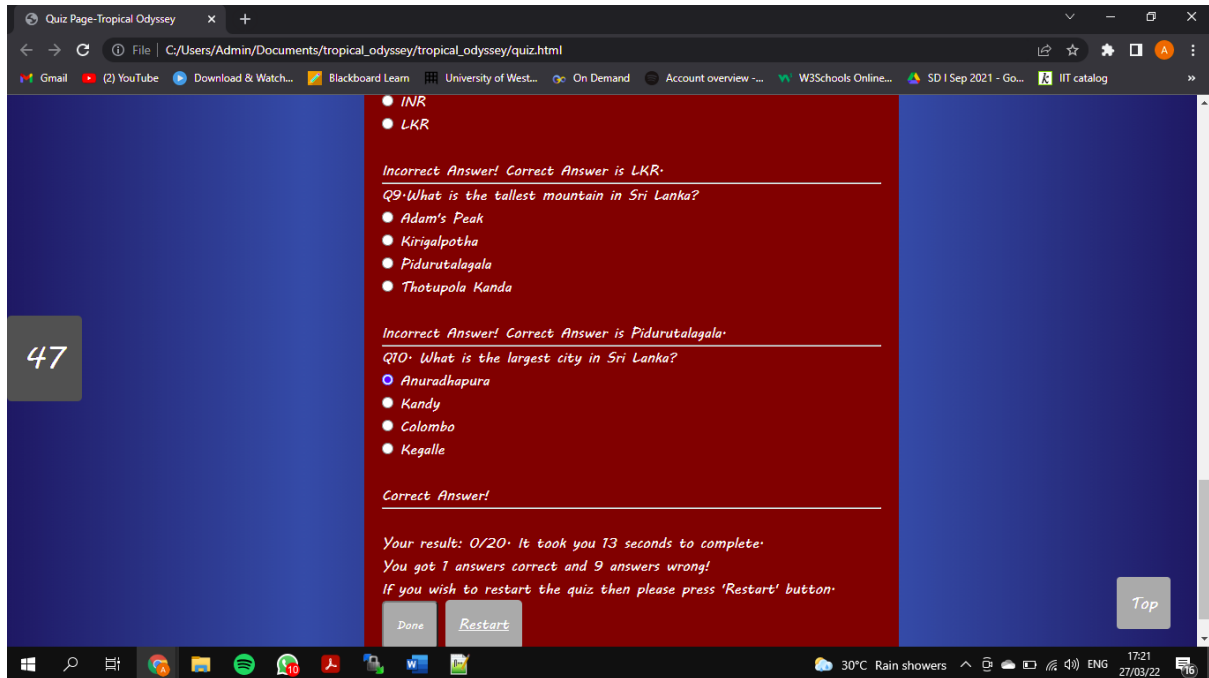 Quiz Page-Tropical Odyssey
File | C:/Users/Admin/Documents/tropical_odyssey/tropical_odyssey/quiz.html
A
Gmail (2) YouTube Download & Watch... Blackboard Learn University of West... On Demand Account overview -... W3Schools Online... SD I Sep 2021 - Go... IIT catalog »
INR
LKR
Incorrect Answer! Correct Answer is LKR.
Q9.What is the tallest mountain in Sri Lanka?
Adam's Peak
Kirigalpotha
Pidurutalagala
Thotupola Kanda
Incorrect Answer! Correct Answer is Pidurutalagala.
47
Q10. What is the largest city in Sri Lanka?
Anuradhapura
Kandy
Colombo
Kegalle
Correct Answer!
Your result: 0/20. It took you 13 seconds to complete.
You got 1 answers correct and 9 answers wrong!
If you wish to restart the quiz then please press 'Restart' button.
Done Restart
Top
10
30°C Rain showers ENG 17:21
27/03/22
16